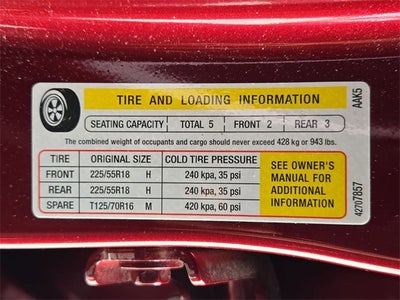 TIRE AND LOADING INFORMATION
AAK5
SEATING CAPACITY TOTAL 5 FRONT 2 REAR 3
The combined weight of occupants and cargo should never exceed 428 kg or 943 lbs.
TIRE ORIGINAL SIZE COLD TIRE PRESSURE
FRONT 225/55R18 H 240 kpa, 35 psi
REAR 225/55R18 H 240 kpa, 35 psi
SPARE T125/70R16 M 420 kpa, 60 psi
SEE OWNER'S
MANUAL FOR
ADDITIONAL
INFORMATION
42707857